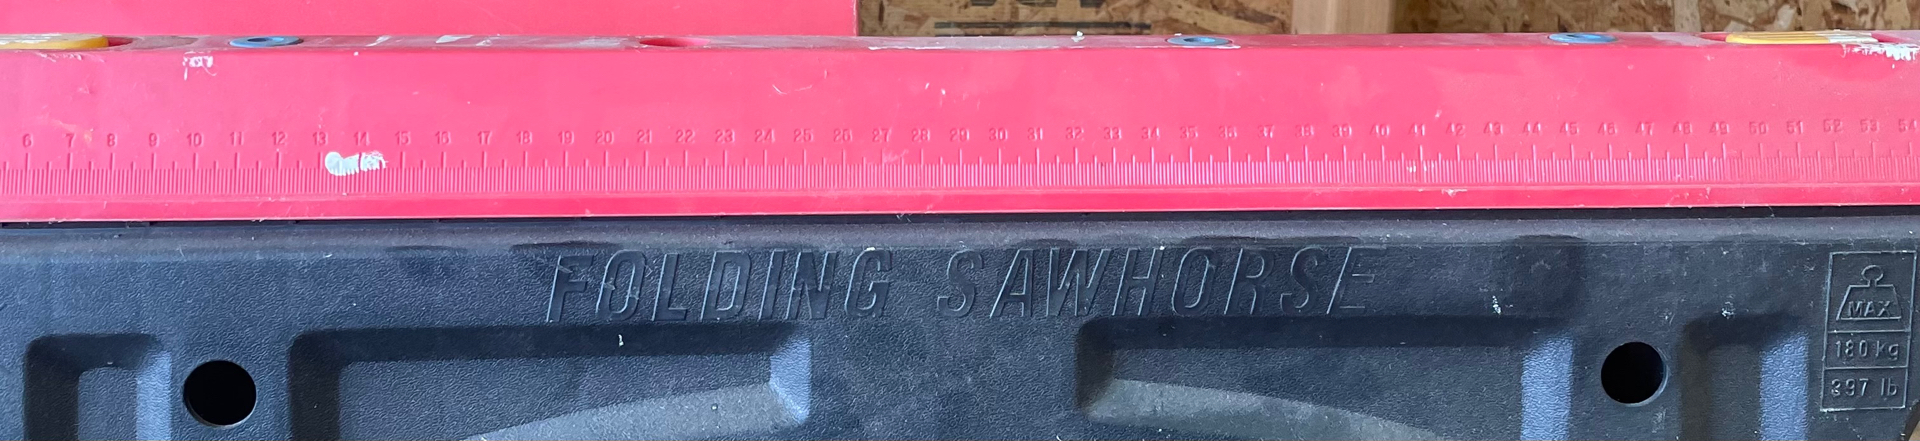 6 7 8 9 10 11 12 13 14 15 16 17 18 19 20 21 22 23 24 25 26 27 28 29 30 31 32 33 34 35 36 37 38 39 40 41 42 43 44 45 46 47 48 49 50 51 52 53 54
FOLDING SAWHORSE
MAX
180 kg
397 lb